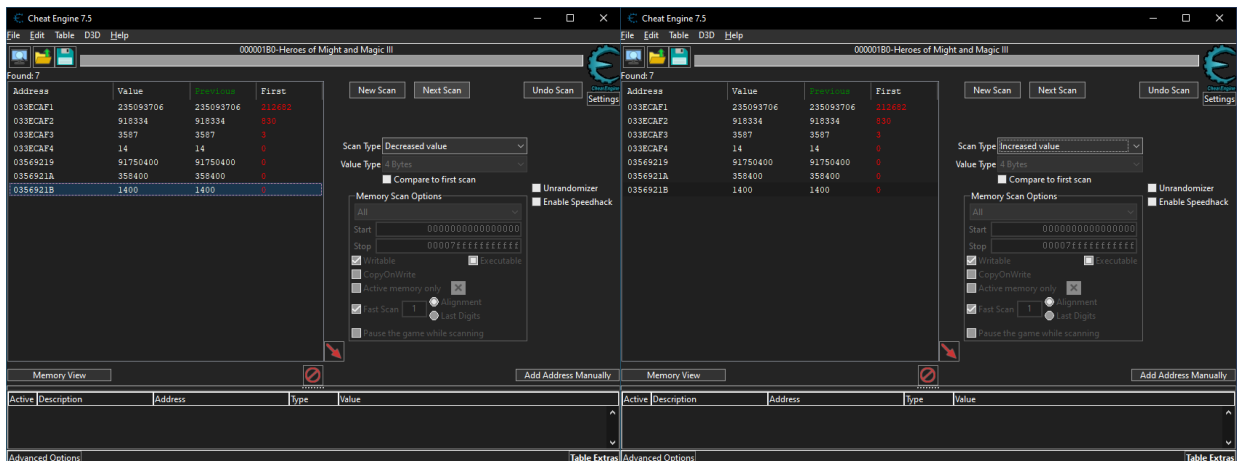 Cheat Engine 7.5
File Edit Table D3D Help
000001B0-Heroes of Might and Magic III
Found: 7
Address Value Previous First
033ECAF1 235093706 235093706 212682
033ECAF2 918334 918334 830
033ECAF3 3587 3587 3
033ECAF4 14 14 0
03569219 91750400 91750400 0
0356921A 358400 358400 0
0356921B 1400 1400 0
New Scan Next Scan Undo Scan
Cheat Engine
Settings
Scan Type Decreased value
Value Type 4 Bytes
Compare to first scan
Memory Scan Options
All
Start 0000000000000000
Stop 00007fffffffffff
Writable Executable
CopyOnWrite
Active memory only
Fast Scan 1 Alignment
Last Digits
Pause the game while scanning
Unrandomizer
Enable Speedhack
Memory View Add Address Manually
Active Description Address Type Value
Advanced Options Table Extras
Cheat Engine 7.5
File Edit Table D3D Help
000001B0-Heroes of Might and Magic III
Found: 7
Address Value Previous First
033ECAF1 235093706 235093706 212682
033ECAF2 918334 918334 830
033ECAF3 3587 3587 3
033ECAF4 14 14 0
03569219 91750400 91750400 0
0356921A 358400 358400 0
0356921B 1400 1400 0
New Scan Next Scan Undo Scan
Cheat Engine
Settings
Scan Type Increased value
Value Type 4 Bytes
Compare to first scan
Memory Scan Options
All
Start 0000000000000000
Stop 00007fffffffffff
Writable Executable
CopyOnWrite
Active memory only
Fast Scan 1 Alignment
Last Digits
Pause the game while scanning
Unrandomizer
Enable Speedhack
Memory View Add Address Manually
Active Description Address Type Value
Advanced Options Table Extras